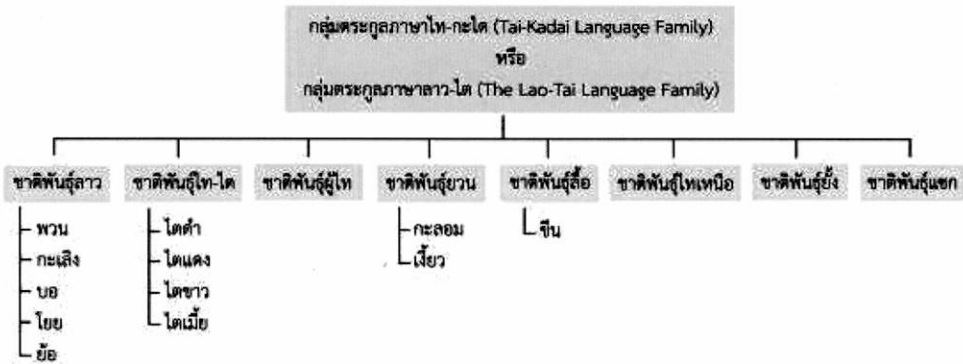 กลุ่มตระกูลภาษาไท-กะได (Tai-Kadai Language Family)
หรือ
กลุ่มตระกูลภาษาลาว-ไต (The Lao-Tai Language Family)
ชาติพันธุ์ลาว
ชาติพันธุ์ไท-ไต
ชาติพันธุ์ผู้ไท
ชาติพันธุ์ยวน
ชาติพันธุ์ลื้อ
ชาติพันธุ์ไทเหนือ
ชาติพันธุ์ยั้ง
ชาติพันธุ์แซก
พวน
กะเลิง
บอ
โยย
ย้อ
ไตดำ
ไตแดง
ไตขาว
ไตเมี้ย
กะลอม
เงี้ยว
ขึน